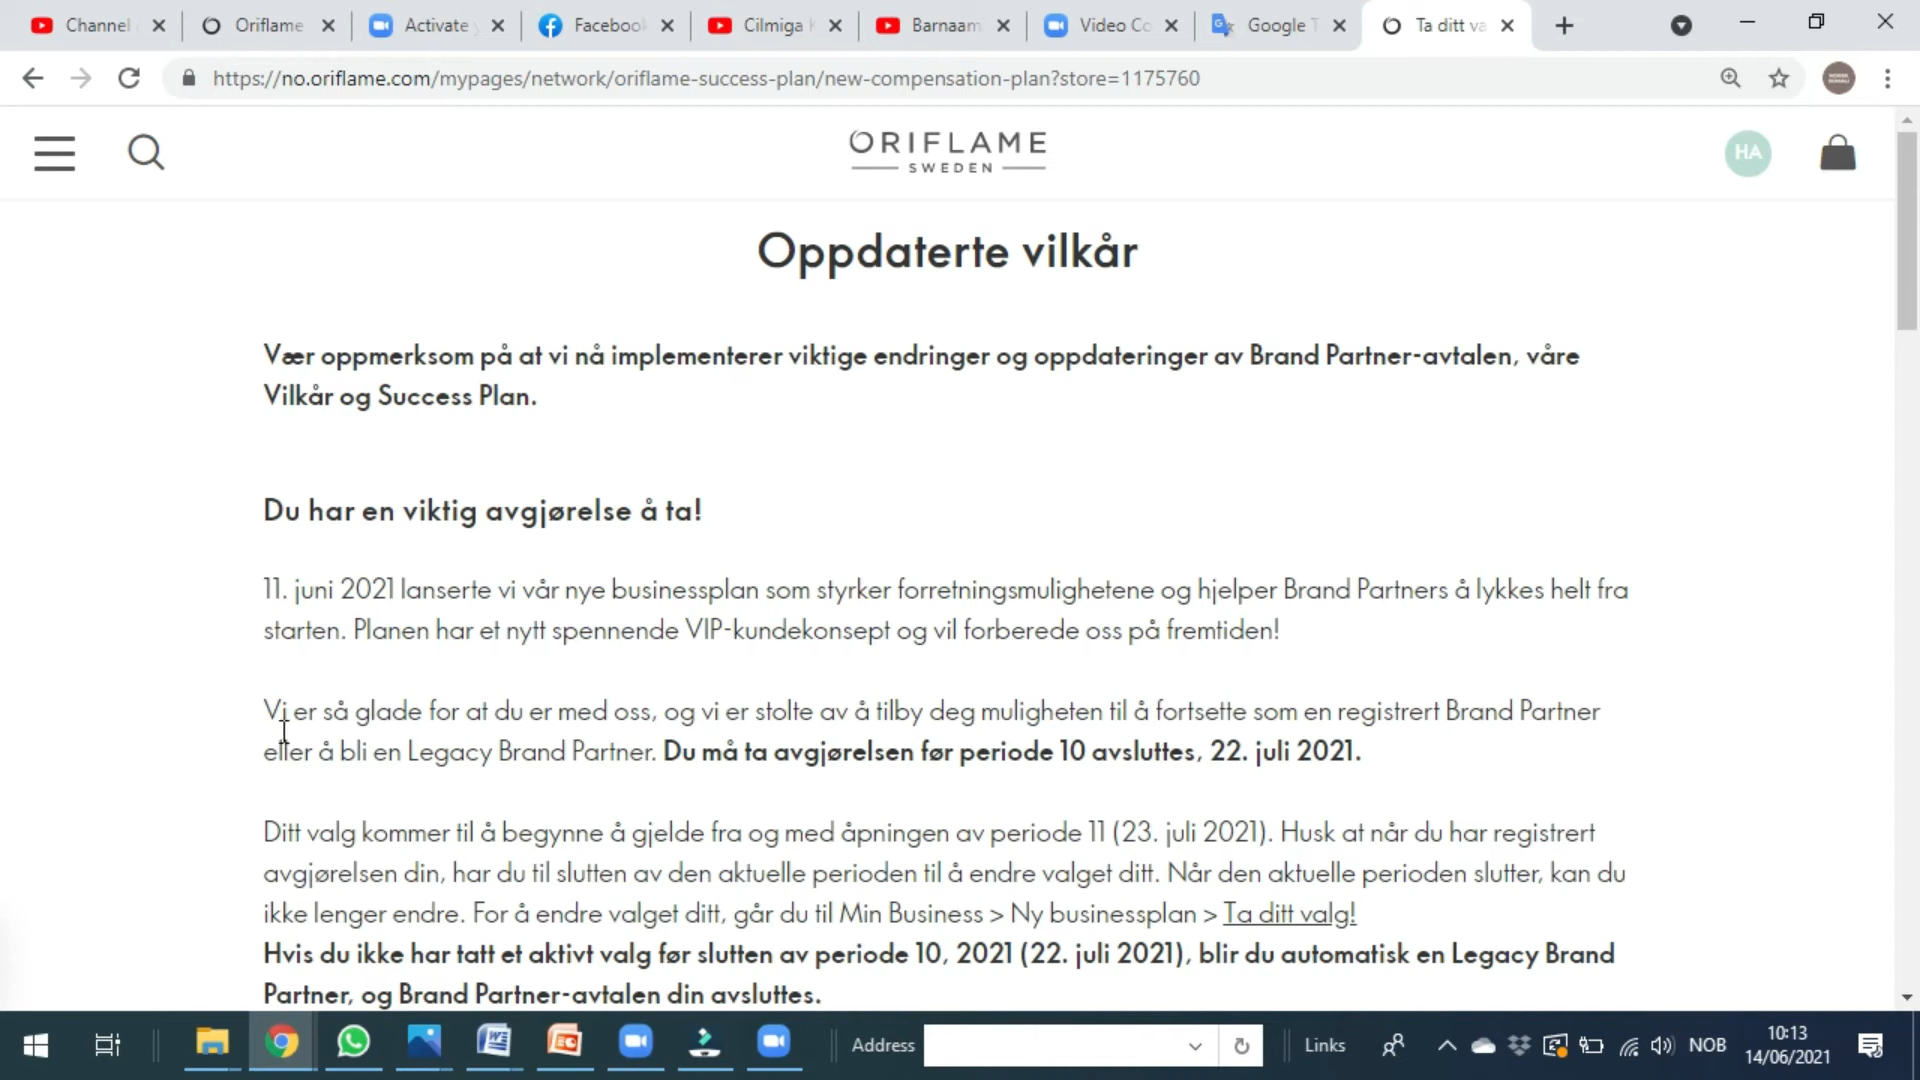 Channel
Oriflame
Activate
Facebook
Cilmiga
Barnaam
Video Co
Google T
Ta ditt va
https://no.oriflame.com/mypages/network/oriflame-success-plan/new-compensation-plan?store=1175760
ORIFLAME
SWEDEN
HA
Oppdaterte vilkår
Vær oppmerksom på at vi nå implementerer viktige endringer og oppdateringer av Brand Partner-avtalen, våre
Vilkår og Success Plan.
Du har en viktig avgjørelse å ta!
11. juni 2021 lanserte vi vår nye businessplan som styrker forretningsmulighetene og hjelper Brand Partners å lykkes helt fra
starten. Planen har et nytt spennende VIP-kundekonsept og vil forberede oss på fremtiden!
Vi er så glade for at du er med oss, og vi er stolte av å tilby deg muligheten til å fortsette som en registrert Brand Partner
eller å bli en Legacy Brand Partner. Du må ta avgjørelsen før periode 10 avsluttes, 22. juli 2021.
Ditt valg kommer til å begynne å gjelde fra og med åpningen av periode 11 (23. juli 2021). Husk at når du har registrert
avgjørelsen din, har du til slutten av den aktuelle perioden til å endre valget ditt. Når den aktuelle perioden slutter, kan du
ikke lenger endre. For å endre valget ditt, går du til Min Business > Ny businessplan > Ta ditt valg!
Hvis du ikke har tatt et aktivt valg før slutten av periode 10, 2021 (22. juli 2021), blir du automatisk en Legacy Brand
Partner, og Brand Partner-avtalen din avsluttes.
Address
Links
NOB
10:13
14/06/2021